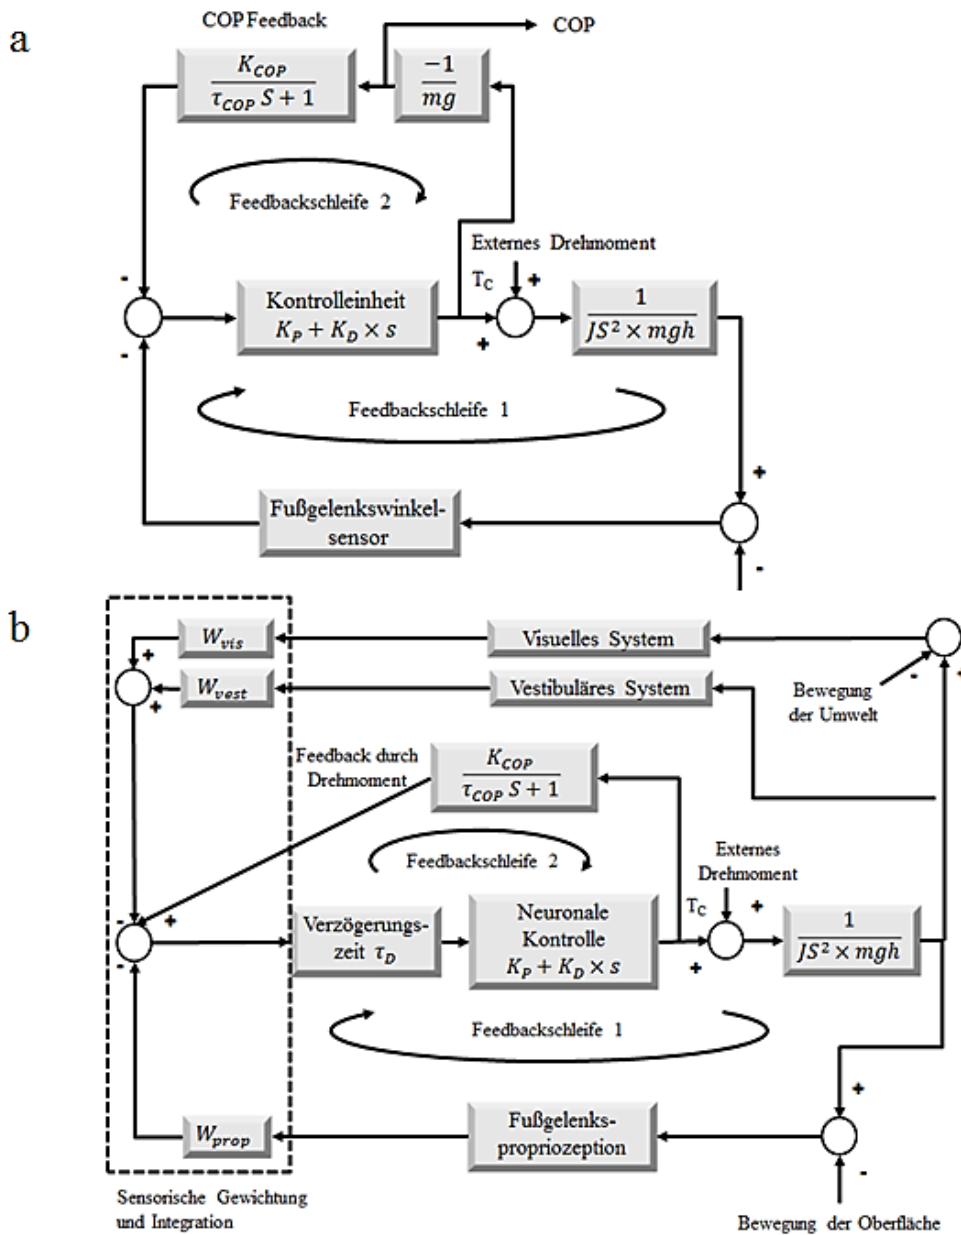 a
COP Feedback
COP
K_COP
τ_COP S + 1
−1
mg
Feedbackschleife 2
Externes Drehmoment
T_C
+
-
Kontrolleinheit
K_P + K_D × s
1
JS² × mgh
+
-
Feedbackschleife 1
+
Fußgelenkswinkel-
sensor
-
b
W_vis
Visuelles System
+
W_vest
Vestibuläres System
+
-
+
Bewegung
der Umwelt
Feedback durch
Drehmoment
K_COP
τ_COP S + 1
Feedbackschleife 2
Externes
Drehmoment
T_C
+
-
+
Verzögerungs-
zeit τ_D
Neuronale
Kontrolle
K_P + K_D × s
1
JS² × mgh
-
+
Feedbackschleife 1
+
W_prop
Fußgelenks-
propriozeption
-
Sensorische Gewichtung
und Integration
Bewegung der Oberfläche